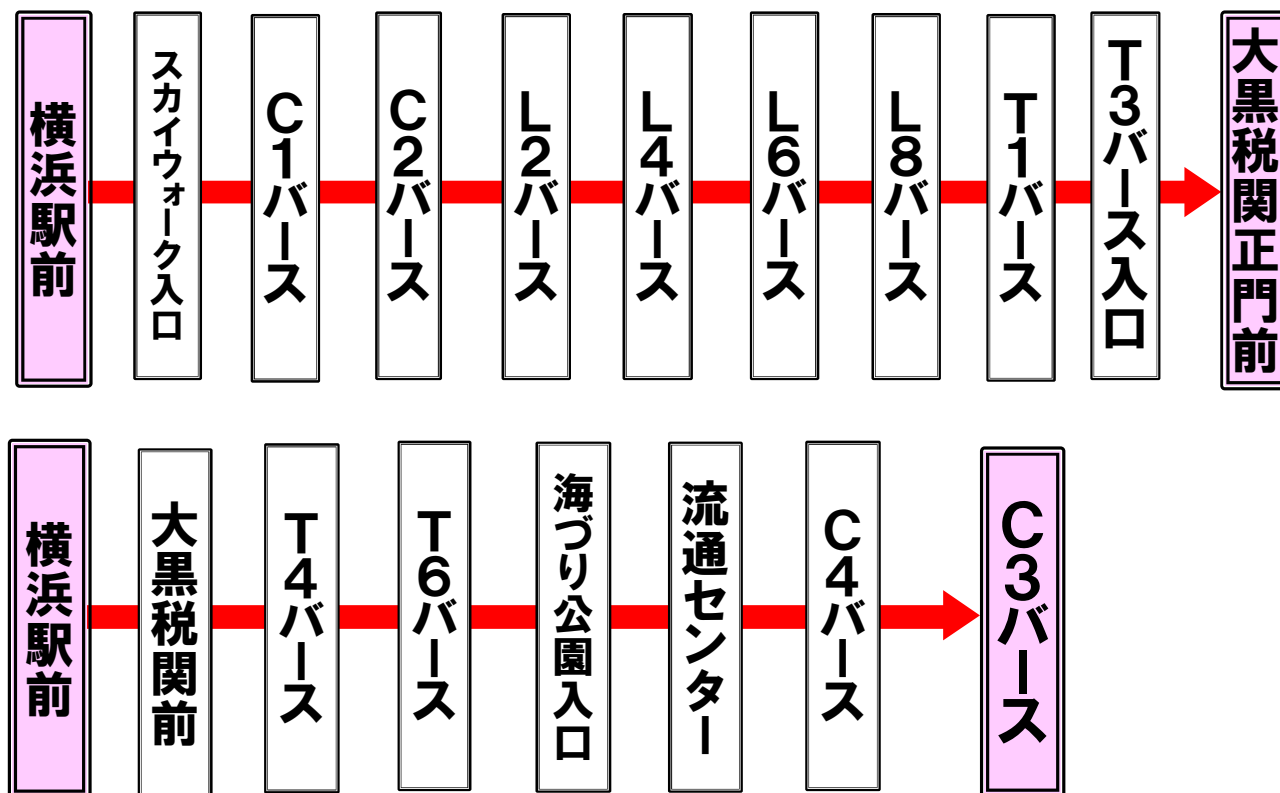 横浜駅前
スカイウォーク入口
C1バース
C2バース
L2バース
L4バース
L6バース
L8バース
T1バース
T3バース入口
大黒税関正門前
横浜駅前
大黒税関前
T4バース
T6バース
海づり公園入口
流通センター
C4バース
C3バース